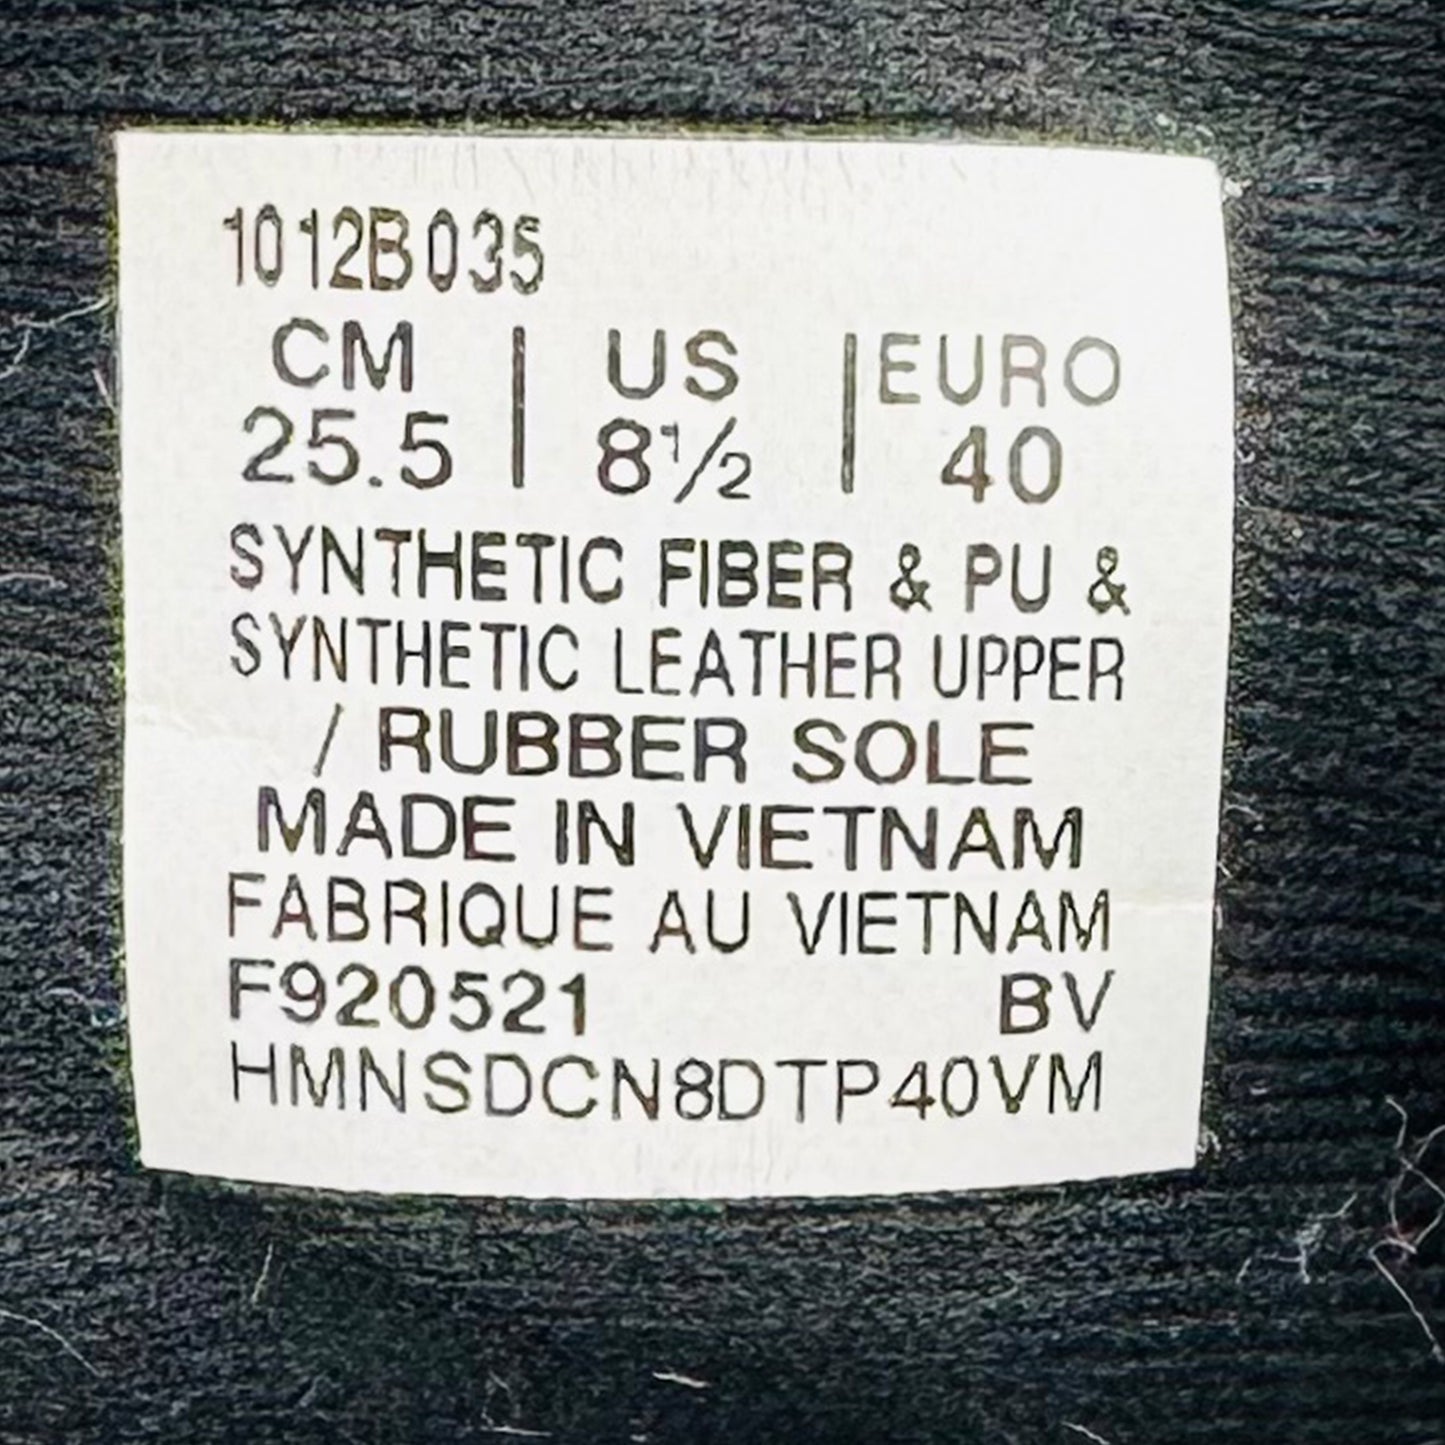 1012B035
CM | US | EURO
25.5 | 8½ | 40
SYNTHETIC FIBER & PU &
SYNTHETIC LEATHER UPPER
/ RUBBER SOLE
MADE IN VIETNAM
FABRIQUE AU VIETNAM
F920521 BV
HMNSDCN8DTP40VM